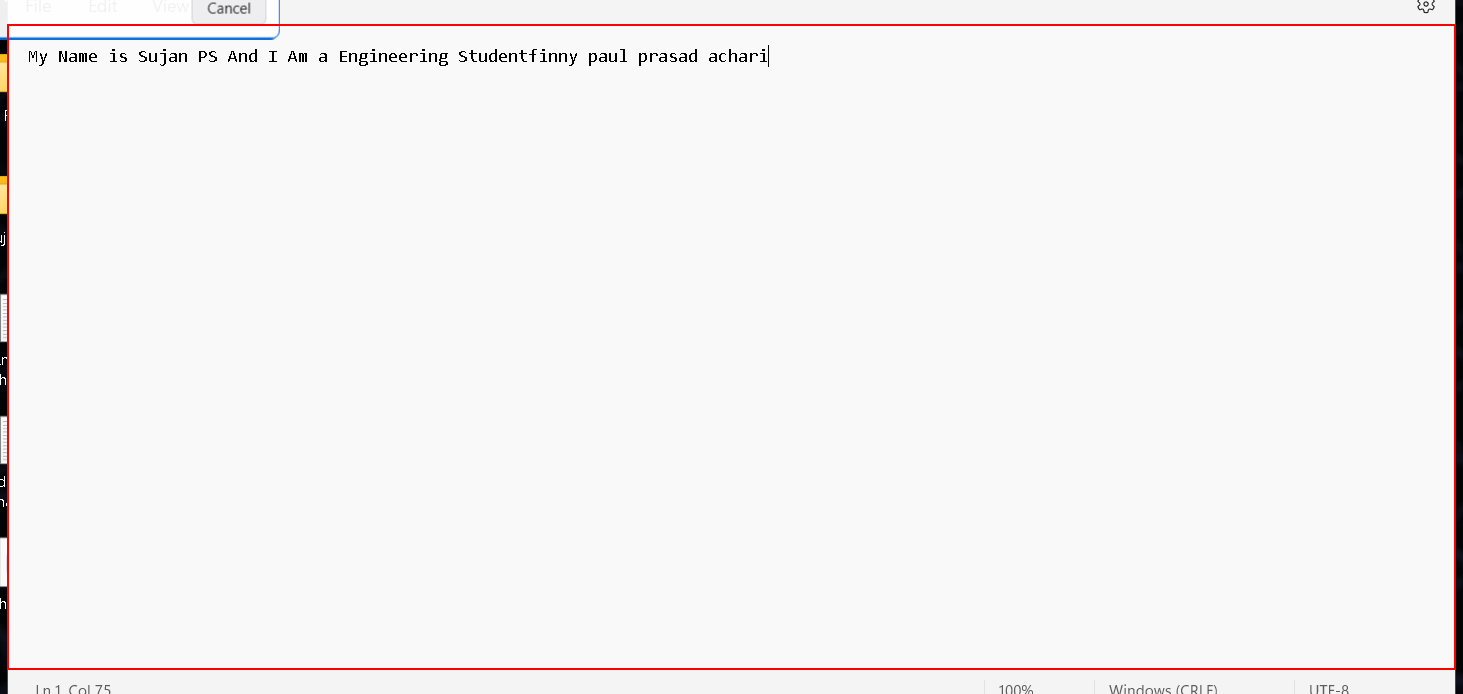 File Edit View Cancel
My Name is Sujan PS And I Am a Engineering Studentfinny paul prasad achari
Ln 1, Col 75 100% Windows (CRLF) UTF-8